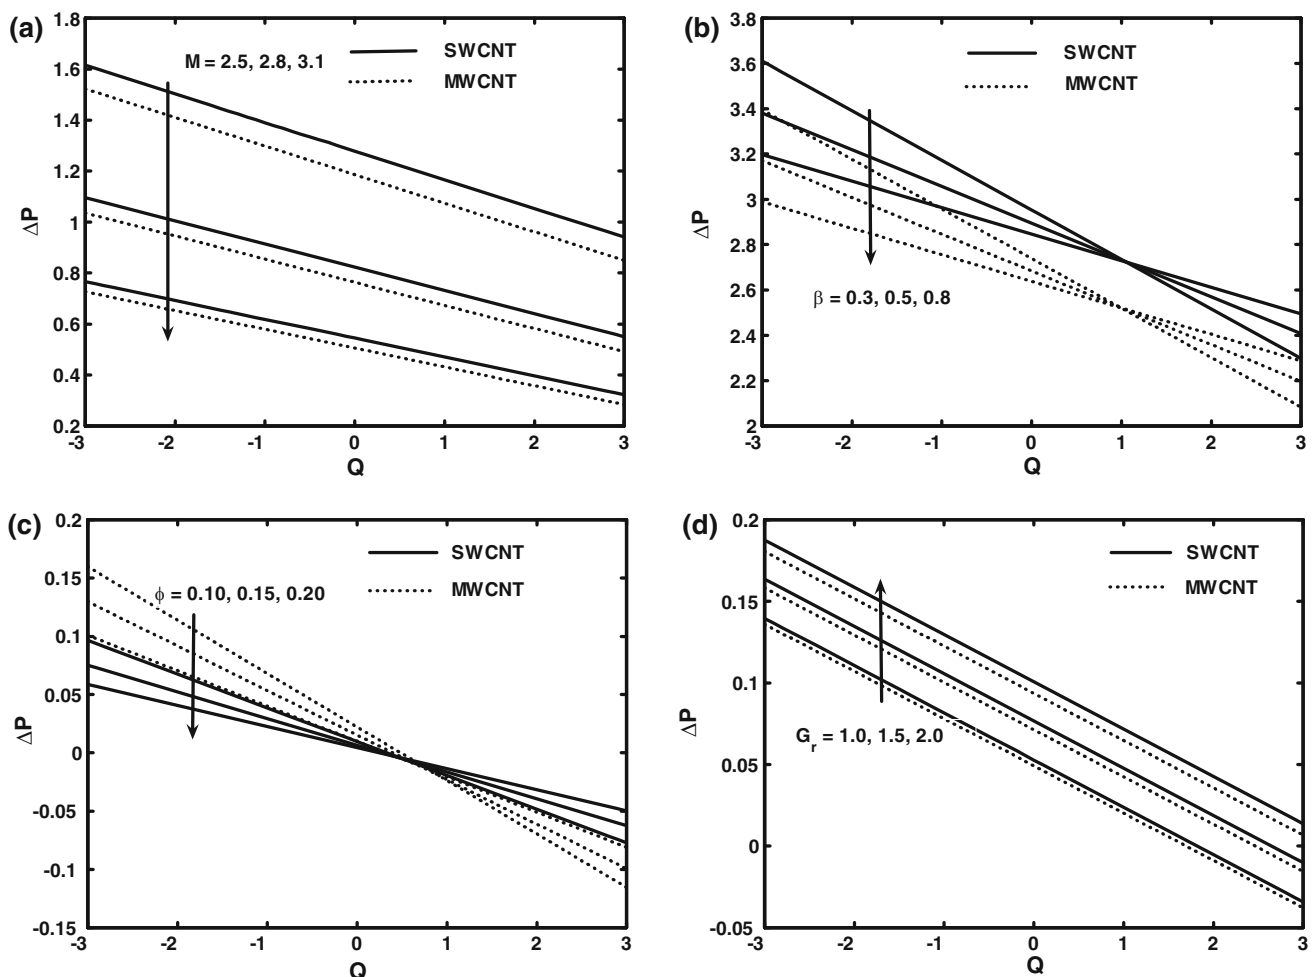 (a)
1.8
1.6
1.4
1.2
1
0.8
0.6
0.4
0.2
ΔP
M = 2.5, 2.8, 3.1
SWCNT
MWCNT
-3 -2 -1 0 1 2 3
Q
(b)
3.8
3.6
3.4
3.2
3
2.8
2.6
2.4
2.2
2
ΔP
SWCNT
MWCNT
β = 0.3, 0.5, 0.8
-3 -2 -1 0 1 2 3
Q
(c)
0.2
0.15
0.1
0.05
0
-0.05
-0.1
-0.15
ΔP
SWCNT
MWCNT
ϕ = 0.10, 0.15, 0.20
-3 -2 -1 0 1 2 3
Q
(d)
0.2
0.15
0.1
0.05
0
-0.05
ΔP
SWCNT
MWCNT
G_r = 1.0, 1.5, 2.0
-3 -2 -1 0 1 2 3
Q